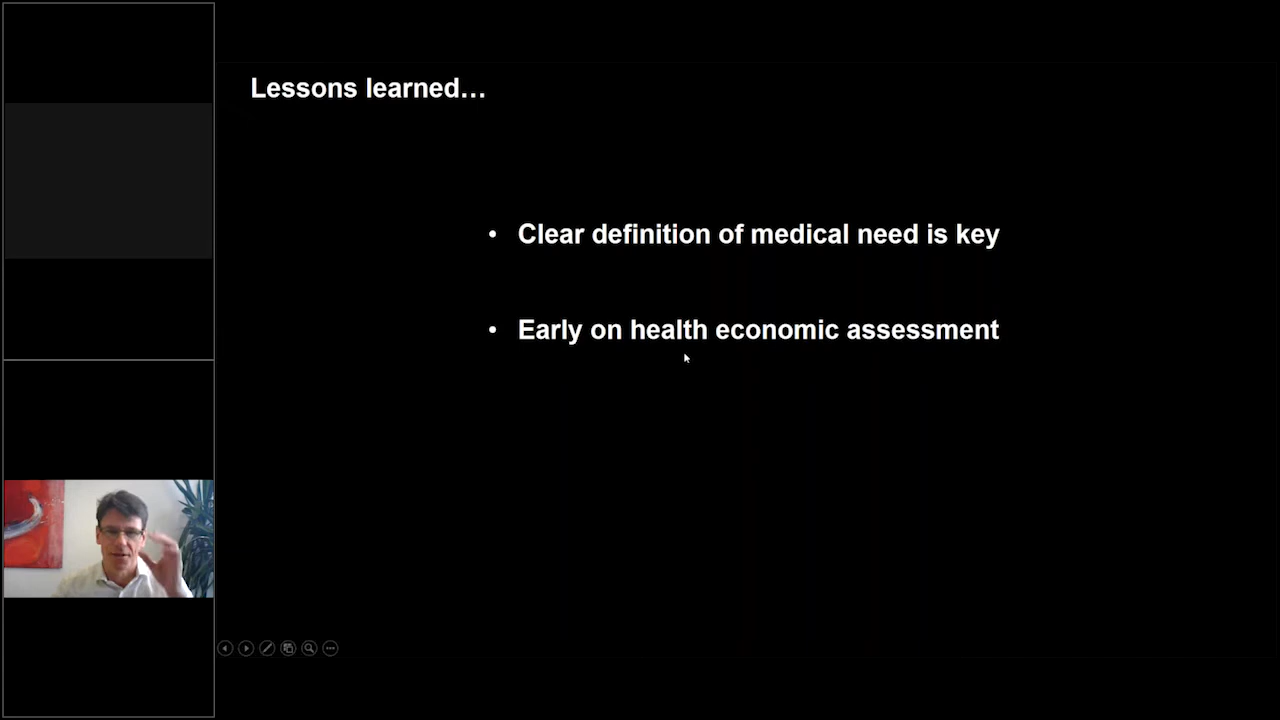 Lessons learned…
• Clear definition of medical need is key
• Early on health economic assessment